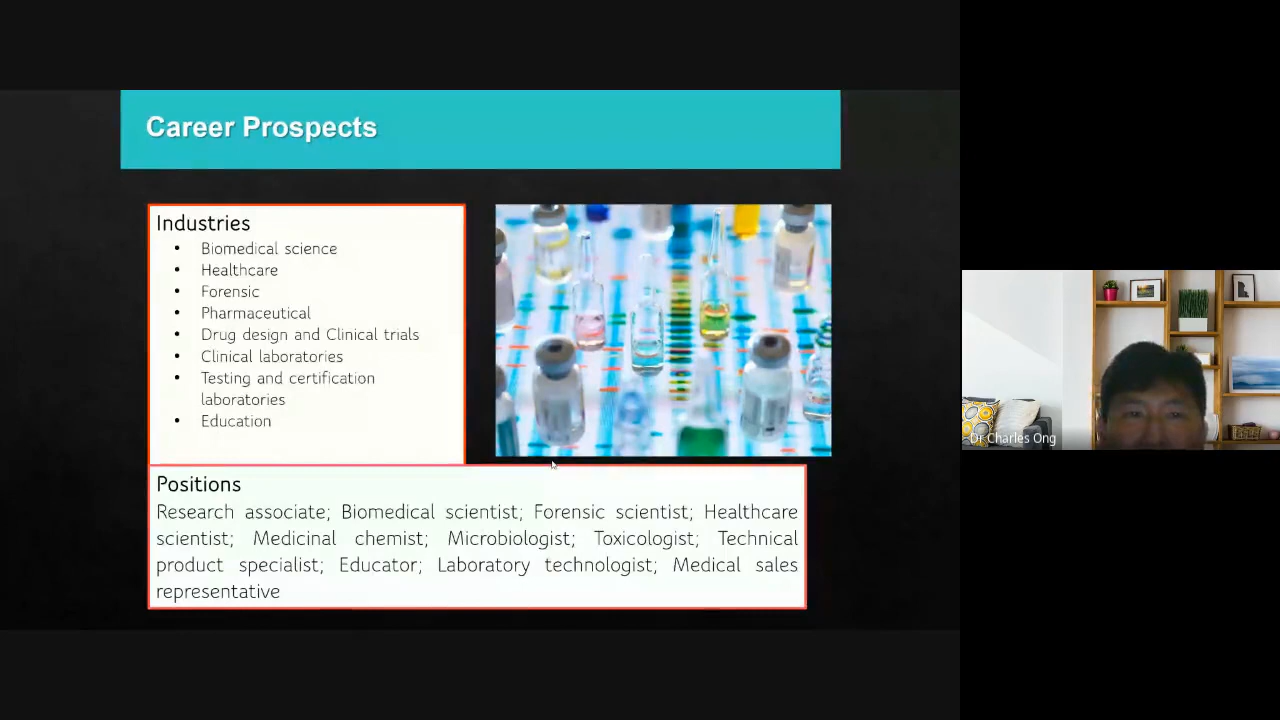 Career Prospects
Industries
• Biomedical science
• Healthcare
• Forensic
• Pharmaceutical
• Drug design and Clinical trials
• Clinical laboratories
• Testing and certification
laboratories
• Education
Positions
Research associate; Biomedical scientist; Forensic scientist; Healthcare
scientist; Medicinal chemist; Microbiologist; Toxicologist; Technical
product specialist; Educator; Laboratory technologist; Medical sales
representative
Dr Charles Ong